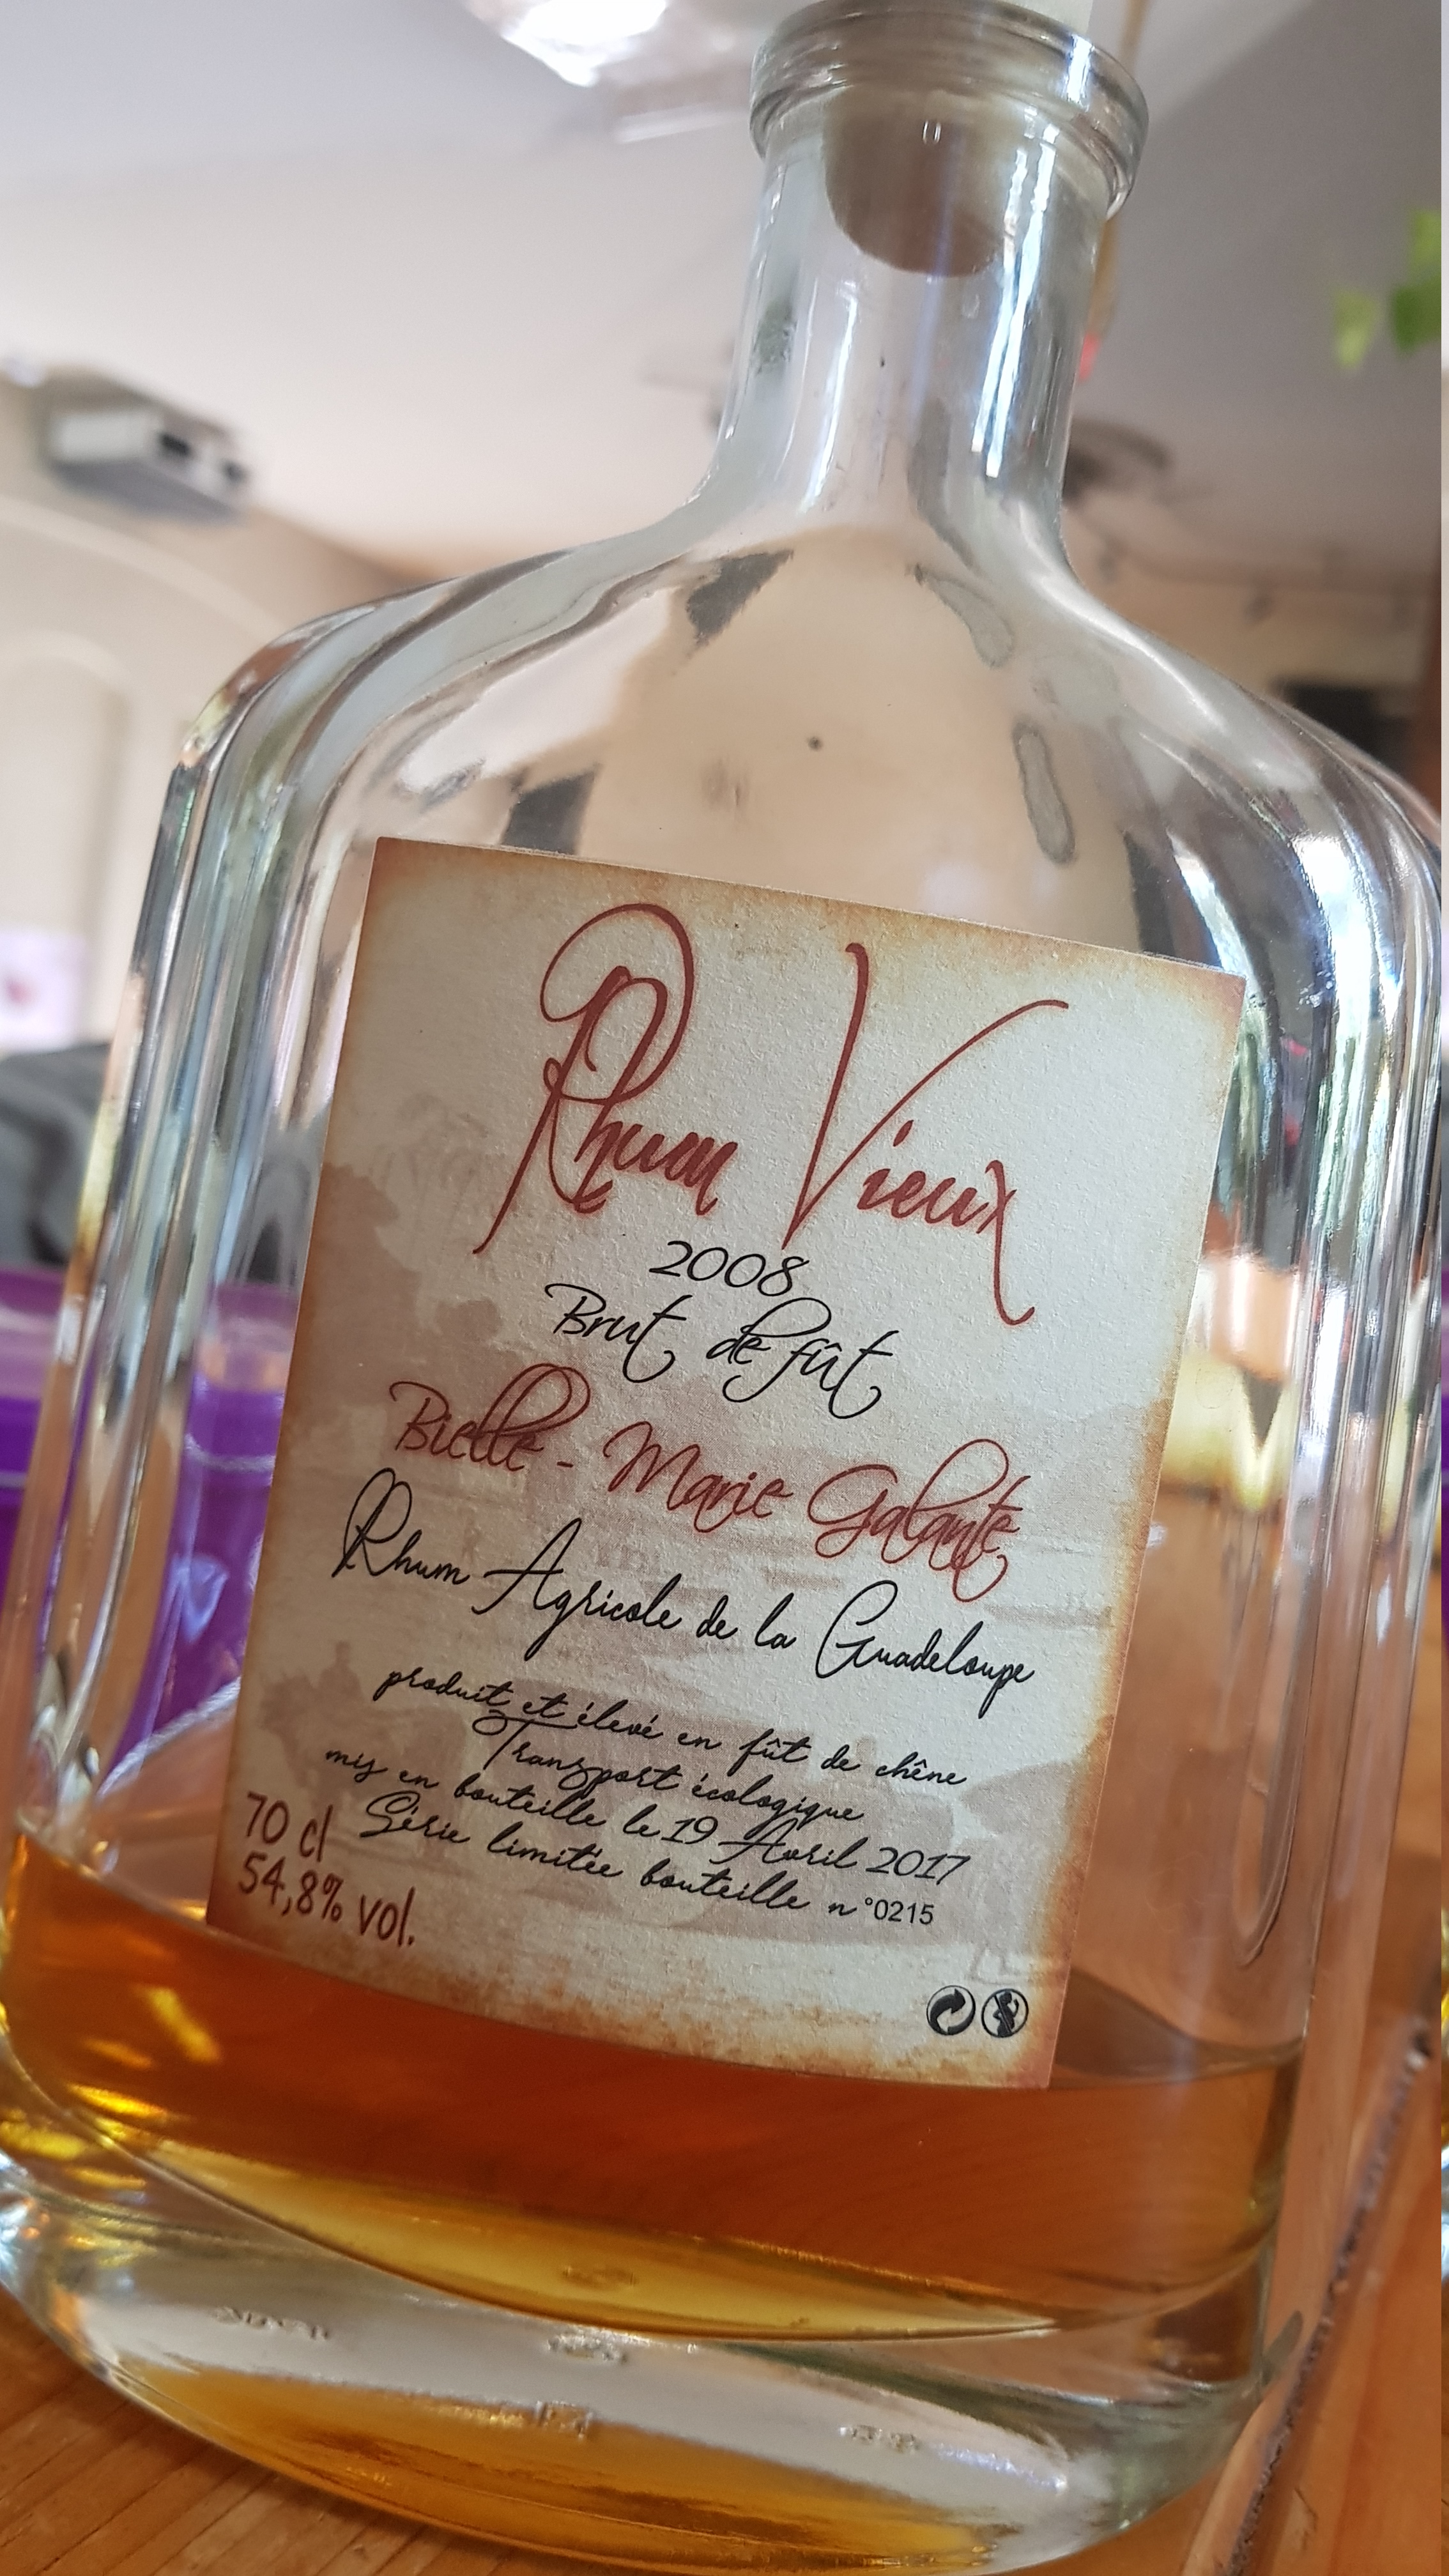 Rhum Vieux
2008
Brut de fût
Bielle - Marie Galante
Rhum Agricole de la Guadeloupe
produit et élevé en fût de chêne
Transport écologique
mis en bouteille le 19 Avril 2017
Série limitée bouteille n°0215
70 cl
54,8% vol.